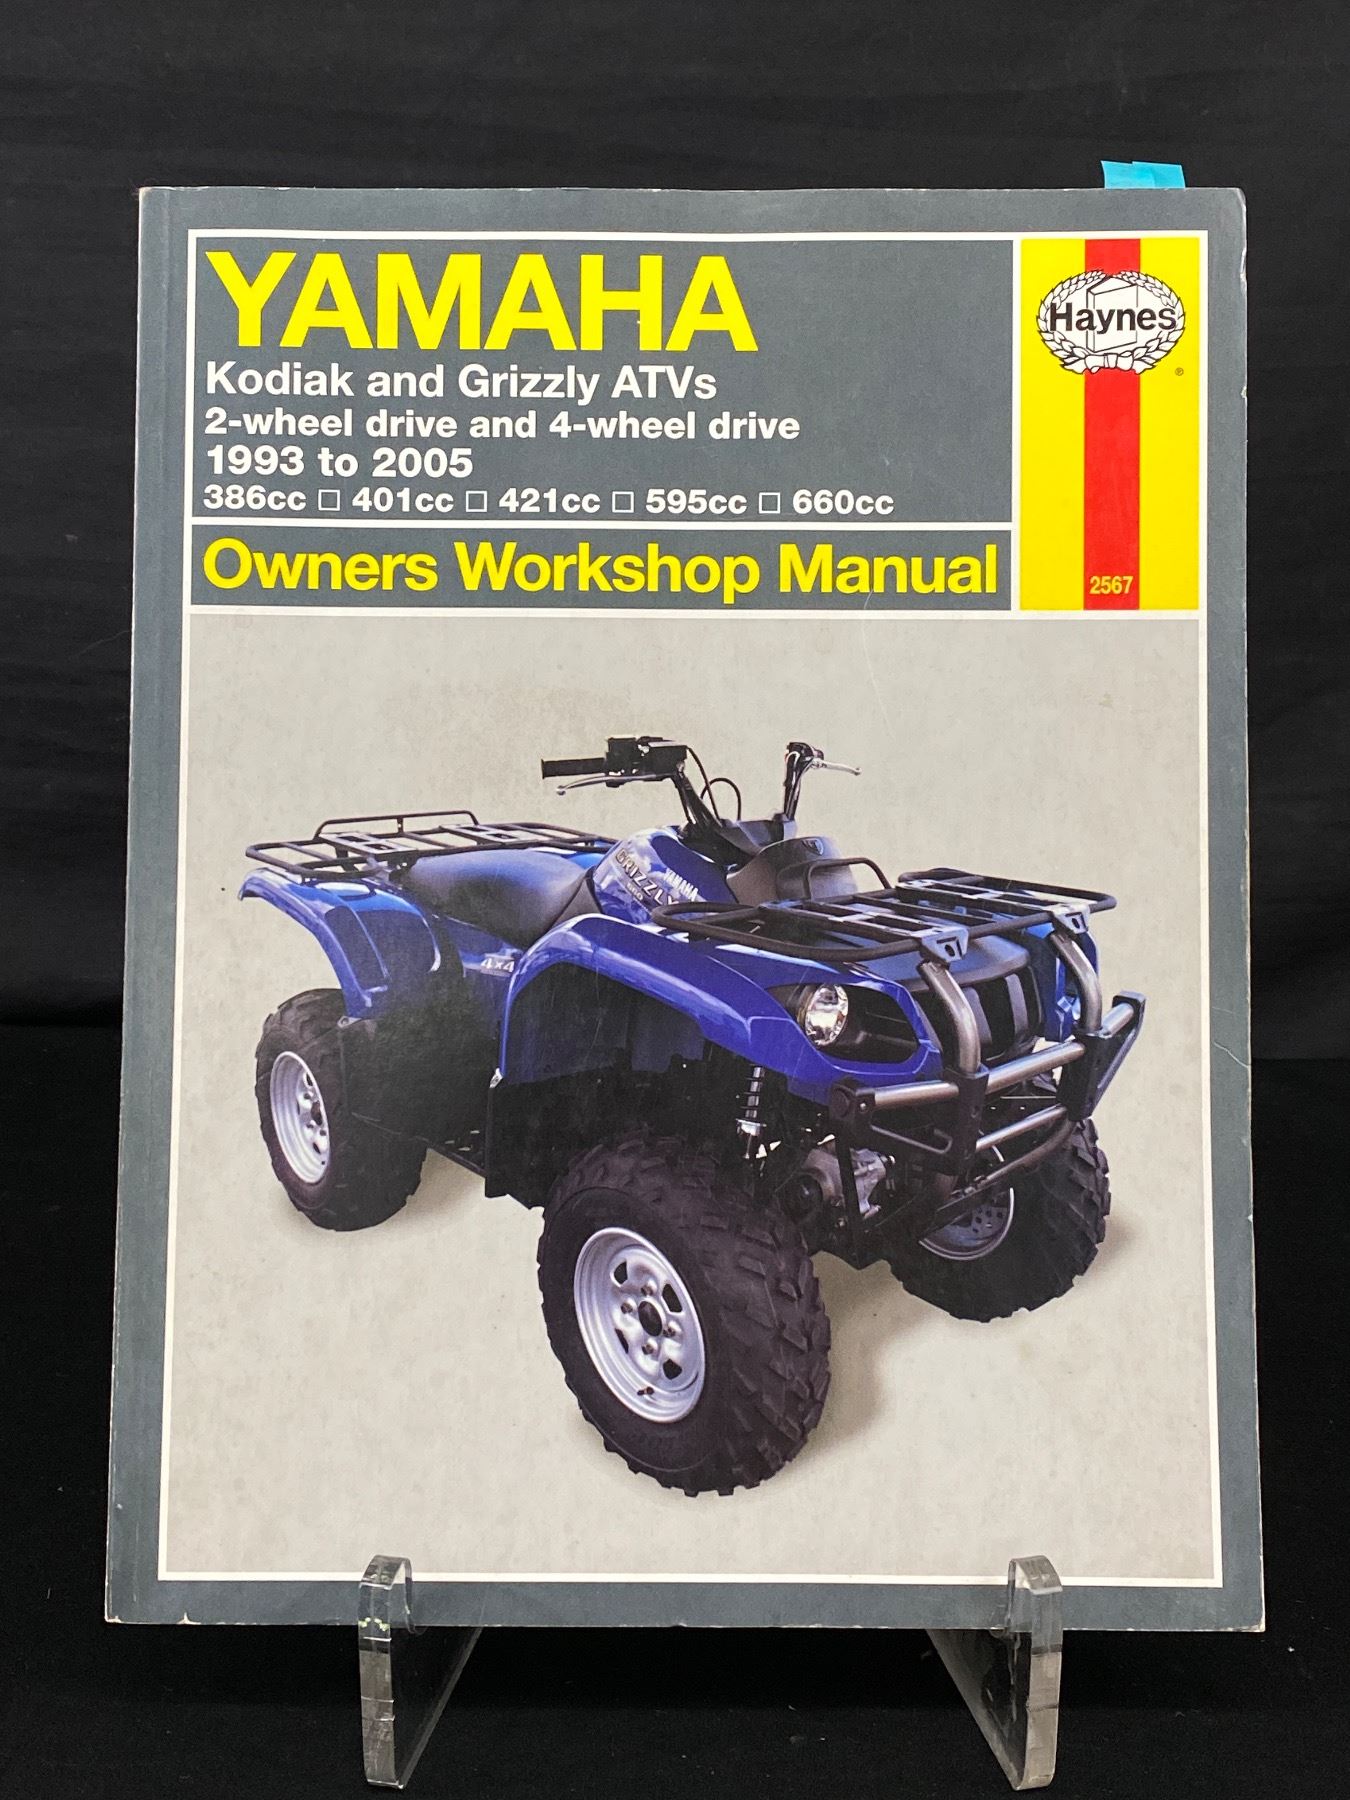 YAMAHA
Kodiak and Grizzly ATVs
2-wheel drive and 4-wheel drive
1993 to 2005
386cc □ 401cc □ 421cc □ 595cc □ 660cc
Owners Workshop Manual
Haynes
®
2567
YAMAHA
GRIZZLY
4x4